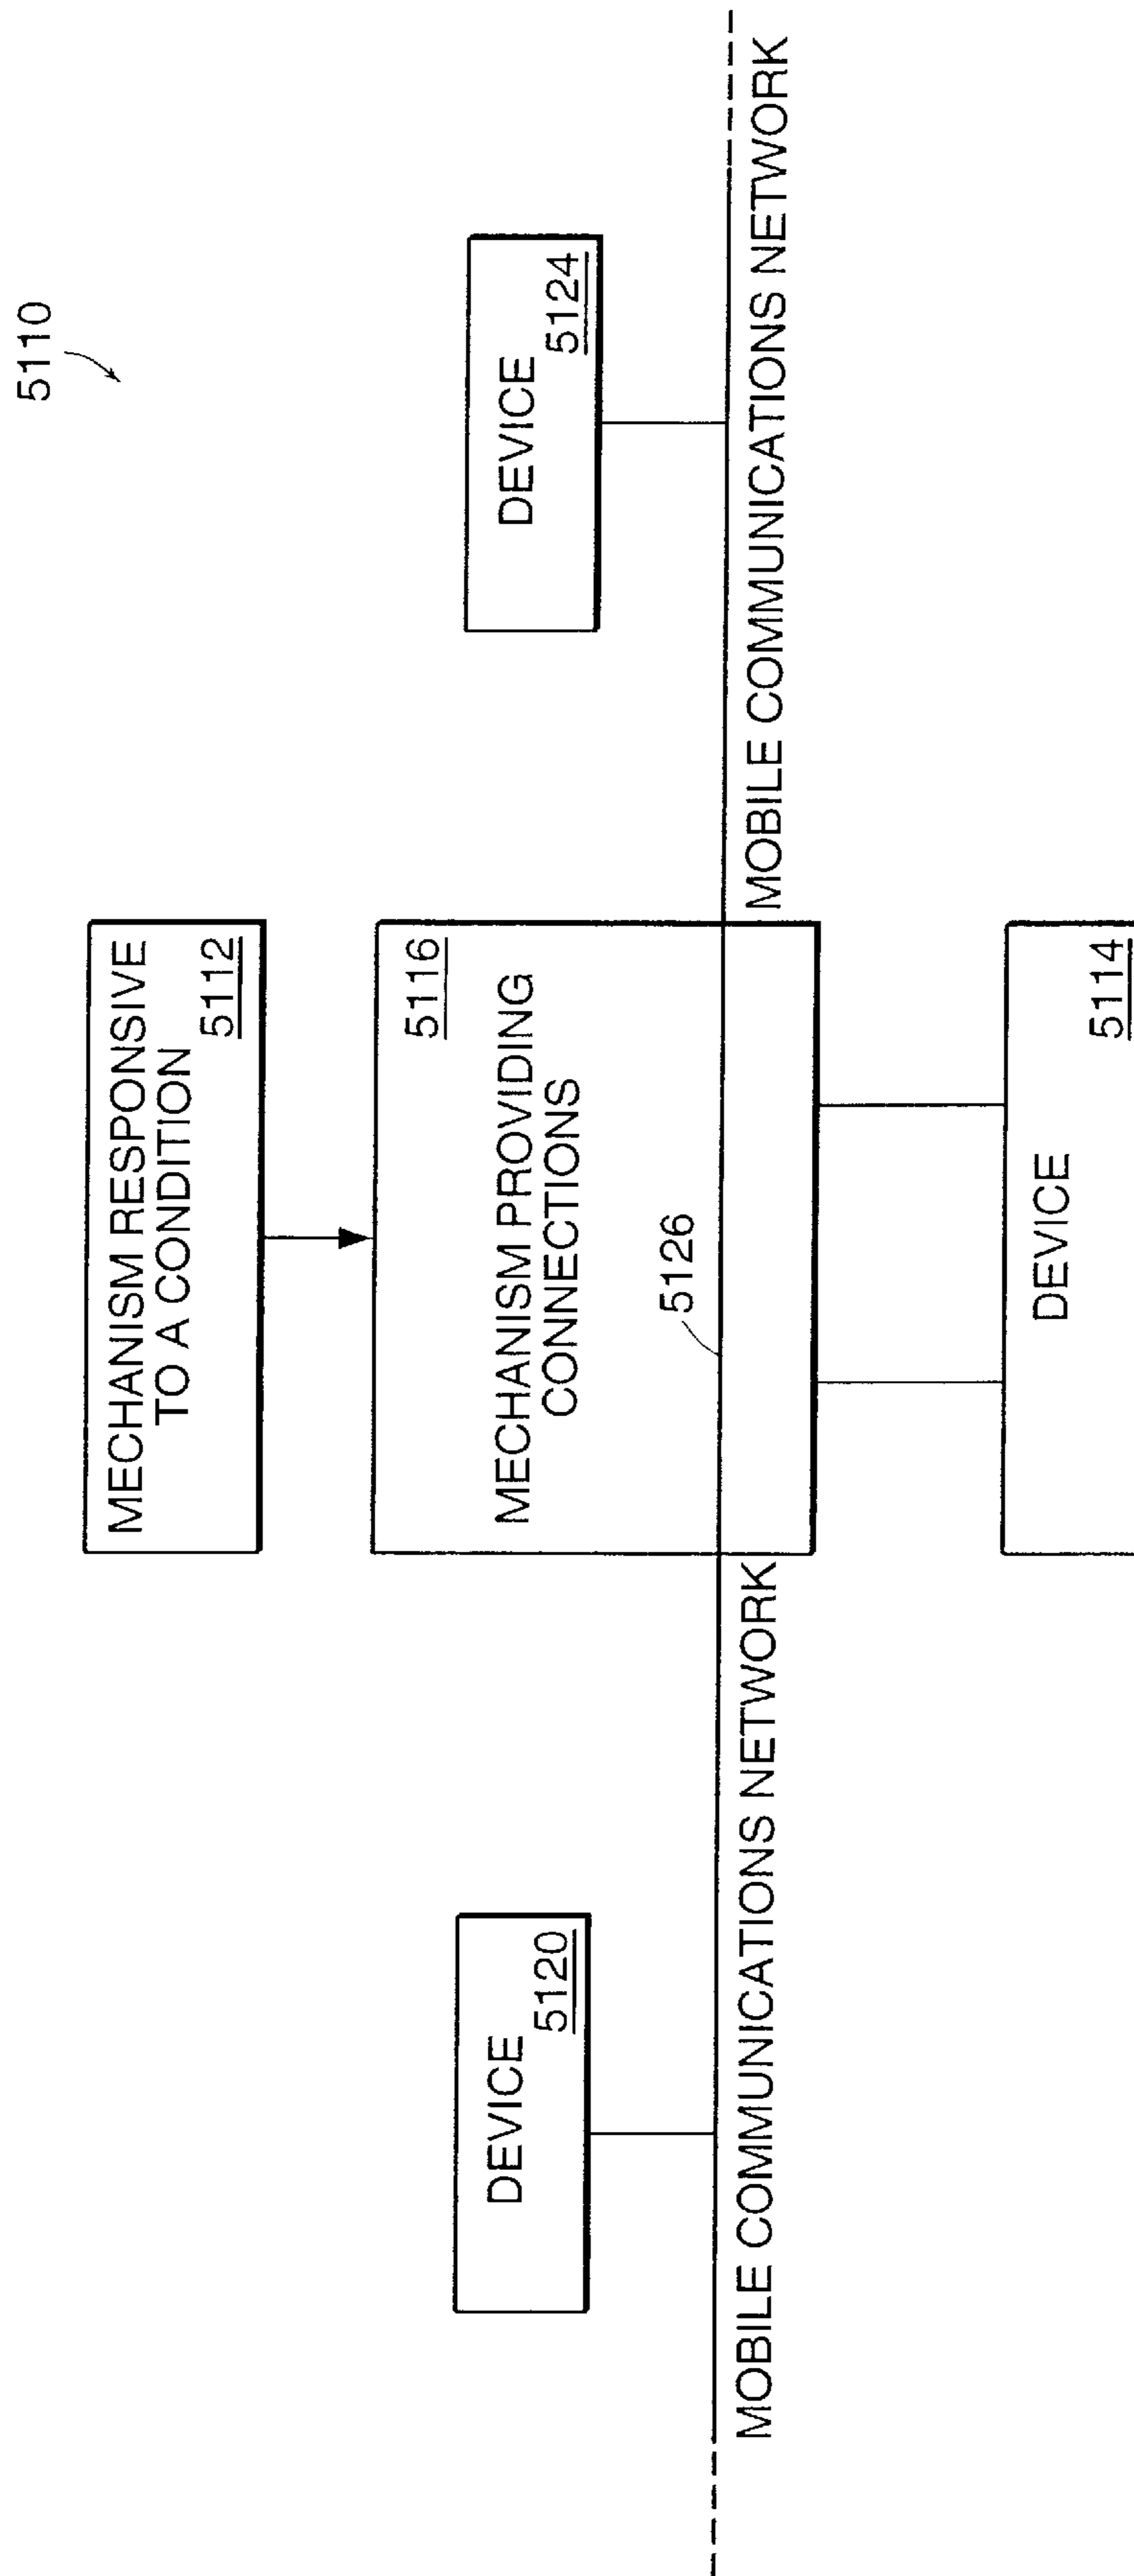 5110
MECHANISM RESPONSIVE
TO A CONDITION
5112
5116
MECHANISM PROVIDING
CONNECTIONS
5126
DEVICE
5120
DEVICE
5124
MOBILE COMMUNICATIONS NETWORK
MOBILE COMMUNICATIONS NETWORK
DEVICE
5114